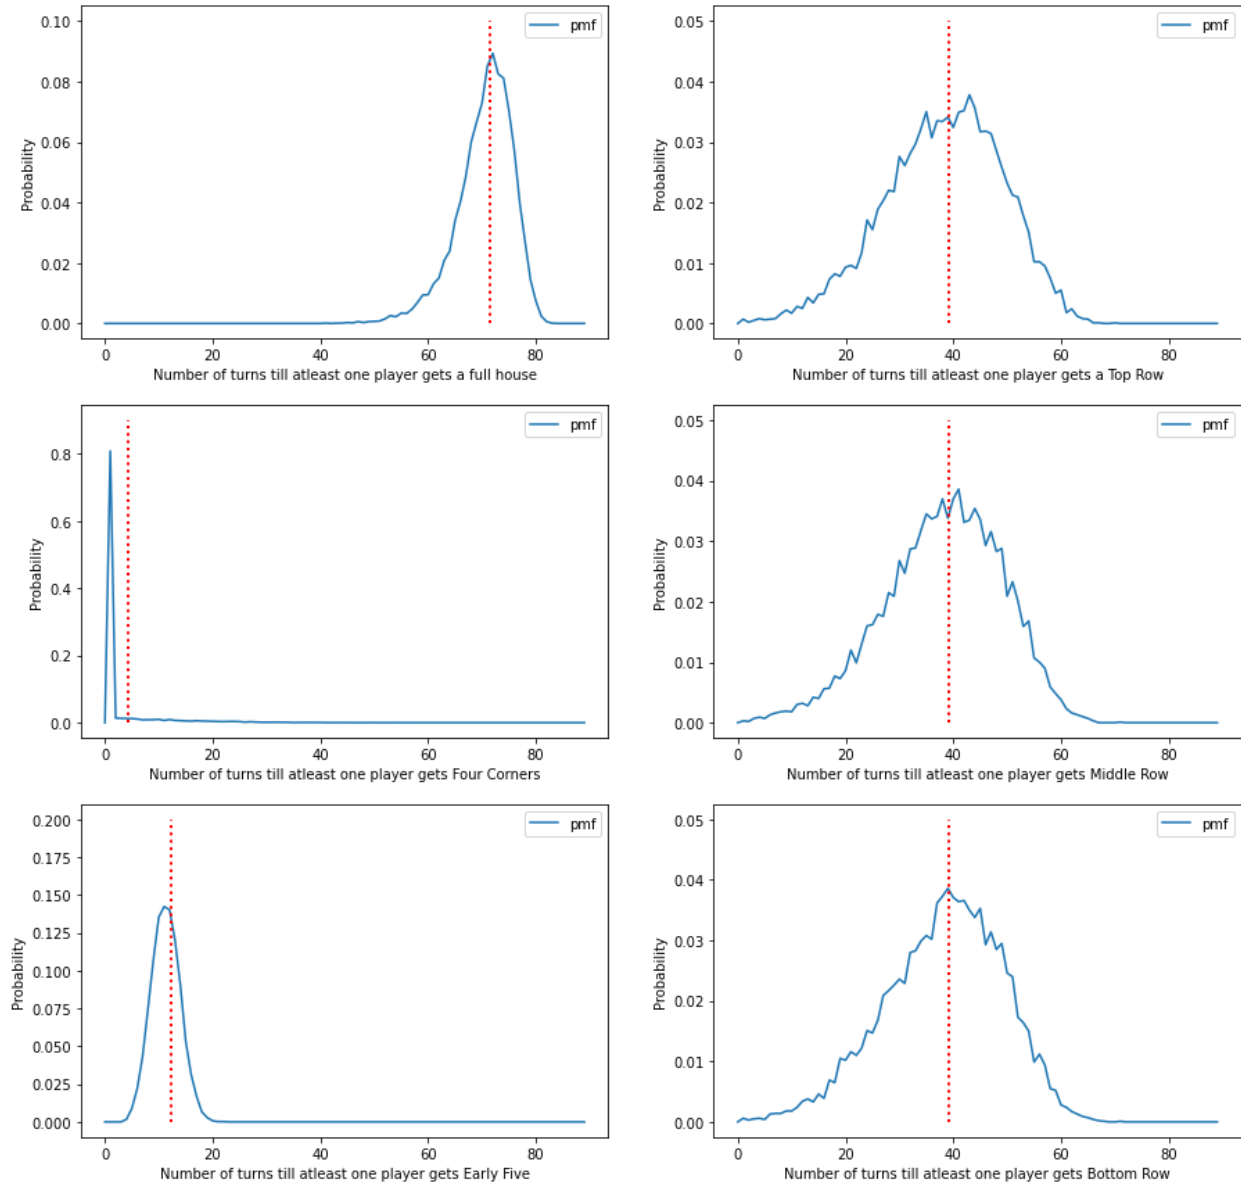 0.10
0.08
0.06
0.04
0.02
0.00
Probability
pmf
0 20 40 60 80
Number of turns till atleast one player gets a full house
0.05
0.04
0.03
0.02
0.01
0.00
Probability
pmf
0 20 40 60 80
Number of turns till atleast one player gets a Top Row
0.8
0.6
0.4
0.2
0.0
Probability
pmf
0 20 40 60 80
Number of turns till atleast one player gets Four Corners
0.05
0.04
0.03
0.02
0.01
0.00
Probability
pmf
0 20 40 60 80
Number of turns till atleast one player gets Middle Row
0.200
0.175
0.150
0.125
0.100
0.075
0.050
0.025
0.000
Probability
pmf
0 20 40 60 80
Number of turns till atleast one player gets Early Five
0.05
0.04
0.03
0.02
0.01
0.00
Probability
pmf
0 20 40 60 80
Number of turns till atleast one player gets Bottom Row